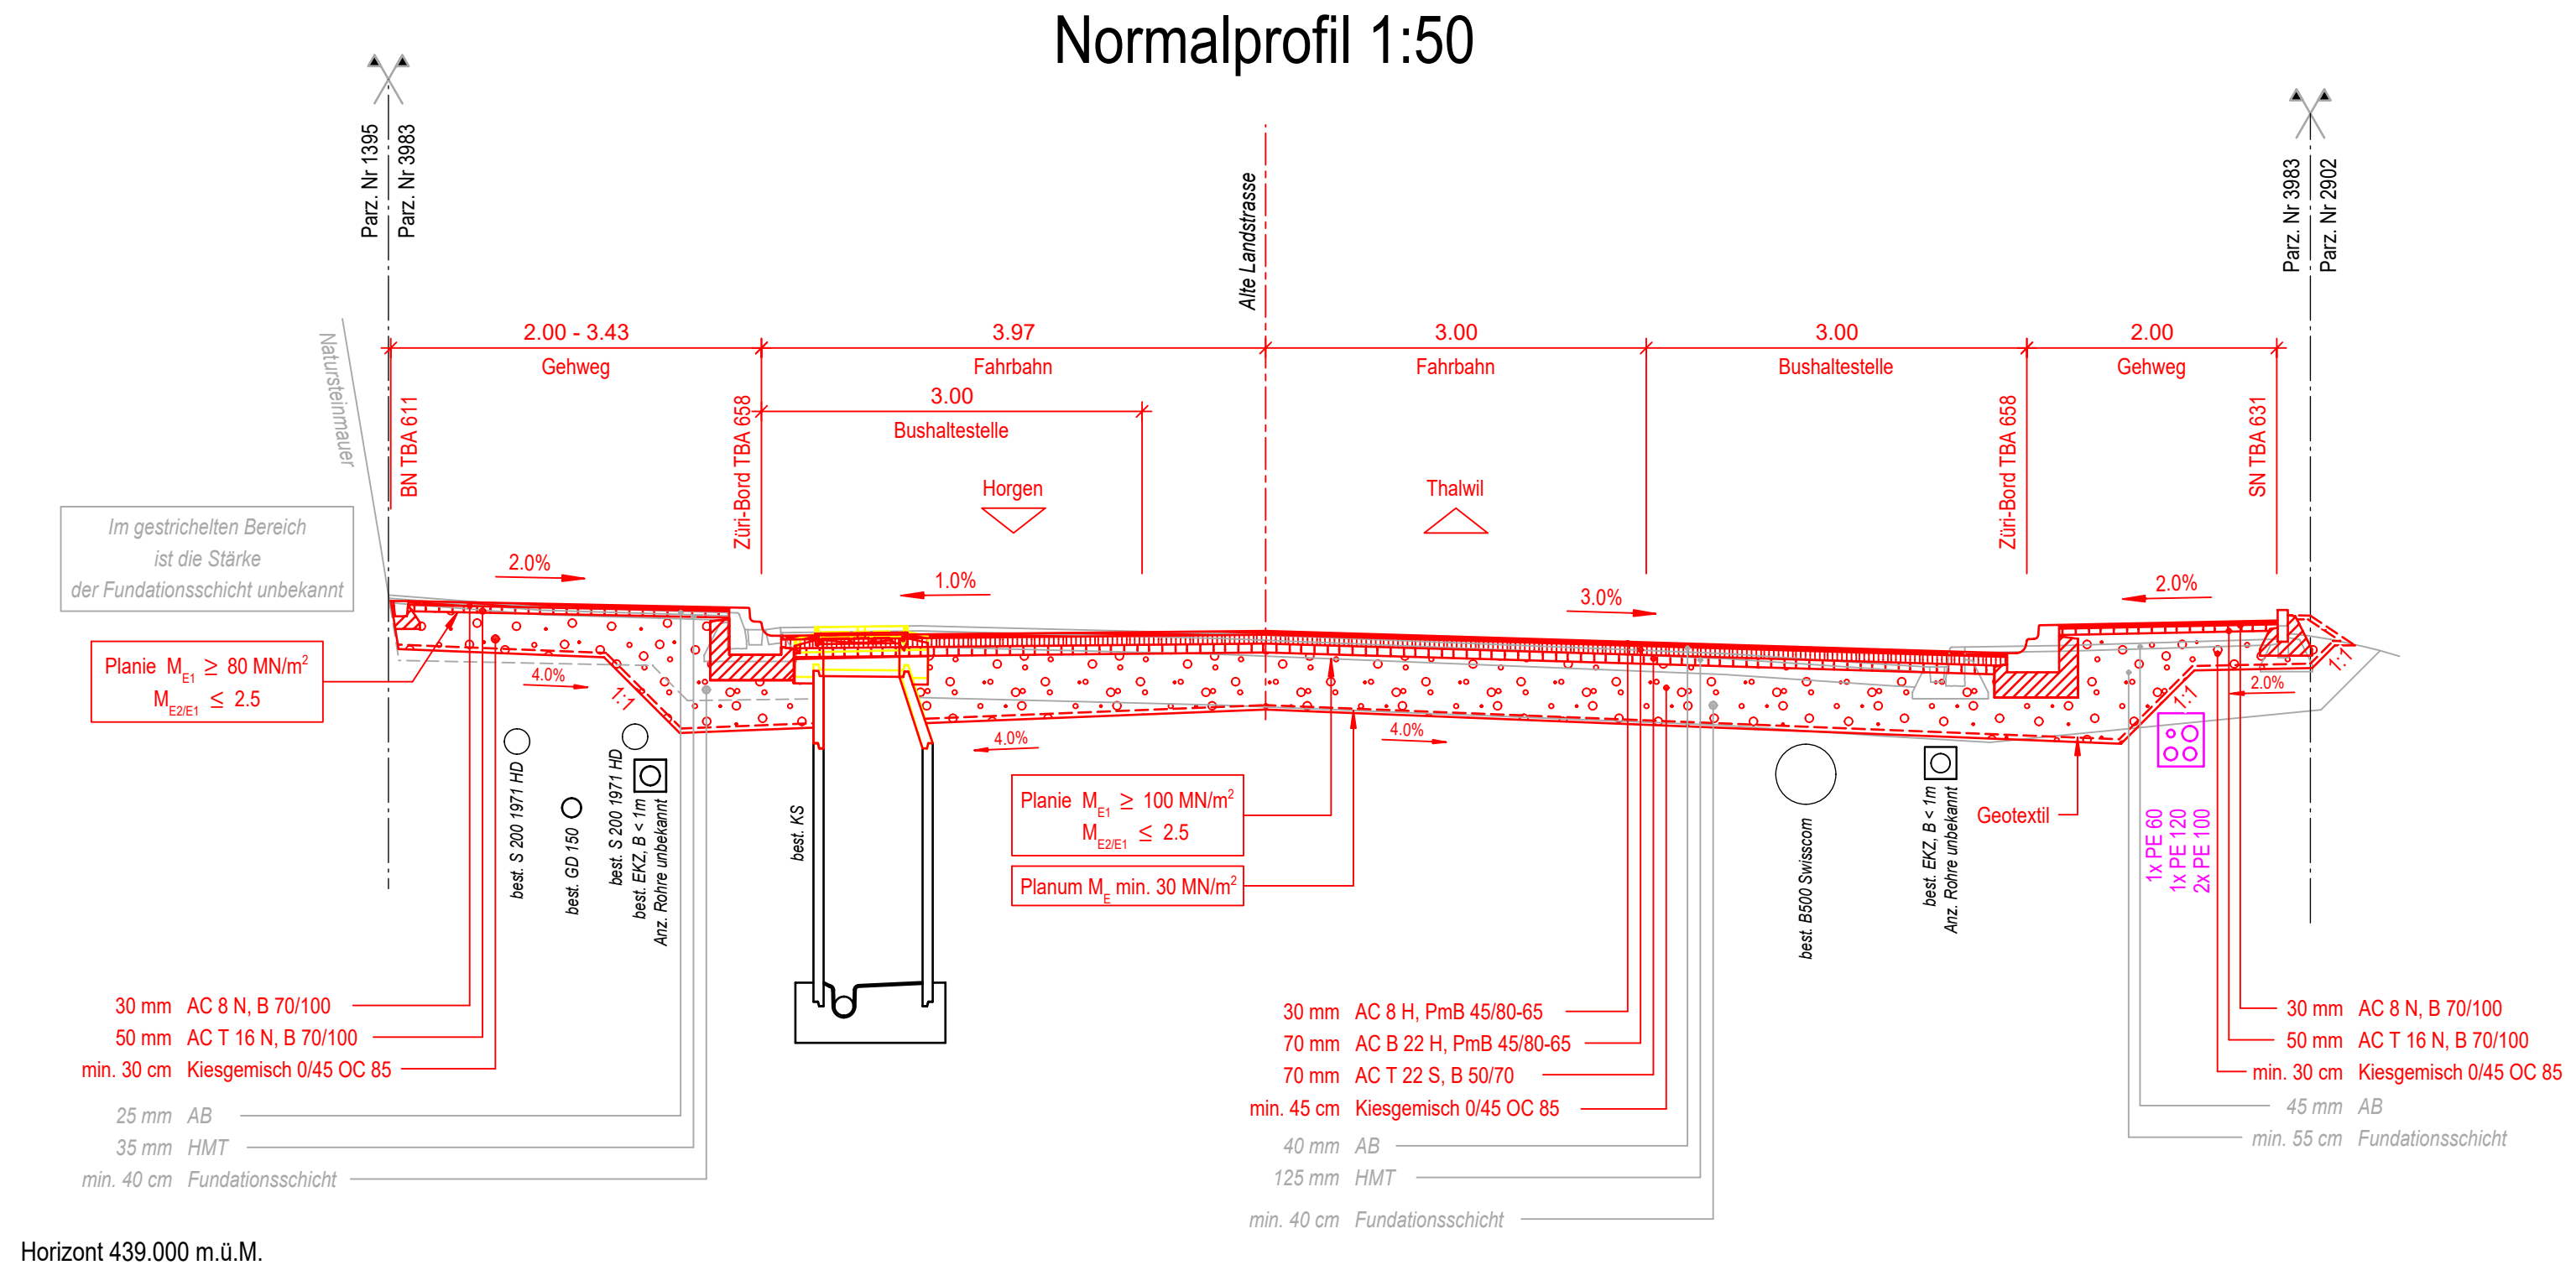 Normalprofil 1:50
Parz. Nr 1395
Parz. Nr 3983
Alte Landstrasse
Parz. Nr 3983
Parz. Nr 2902
Natursteinmauer
2.00 - 3.43
Gehweg
3.97
Fahrbahn
3.00
Fahrbahn
3.00
Bushaltestelle
2.00
Gehweg
3.00
Bushaltestelle
BN TBA 611
Züri-Bord TBA 658
Züri-Bord TBA 658
SN TBA 631
Horgen
Thalwil
Im gestrichelten Bereich
ist die Stärke
der Fundationsschicht unbekannt
2.0%
1.0%
3.0%
2.0%
Planie ME1 ≥ 80 MN/m²
ME2/E1 ≤ 2.5
4.0%
1:1
4.0%
4.0%
1:1
2.0%
1:1
best. S 200 1971 HD
best. GD 150
best. S 200 1971 HD
best. EKZ, B < 1m
Anz. Rohre unbekannt
best. KS
Planie ME1 ≥ 100 MN/m²
ME2/E1 ≤ 2.5
Planum ME min. 30 MN/m²
best. B500 Swisscom
best. EKZ, B < 1m
Anz. Rohre unbekannt
Geotextil
1x PE 60
1x PE 120
2x PE 100
30 mm AC 8 N, B 70/100
50 mm AC T 16 N, B 70/100
min. 30 cm Kiesgemisch 0/45 OC 85
25 mm AB
35 mm HMT
min. 40 cm Fundationsschicht
30 mm AC 8 H, PmB 45/80-65
70 mm AC B 22 H, PmB 45/80-65
70 mm AC T 22 S, B 50/70
min. 45 cm Kiesgemisch 0/45 OC 85
40 mm AB
125 mm HMT
min. 40 cm Fundationsschicht
30 mm AC 8 N, B 70/100
50 mm AC T 16 N, B 70/100
min. 30 cm Kiesgemisch 0/45 OC 85
45 mm AB
min. 55 cm Fundationsschicht
Horizont 439.000 m.ü.M.